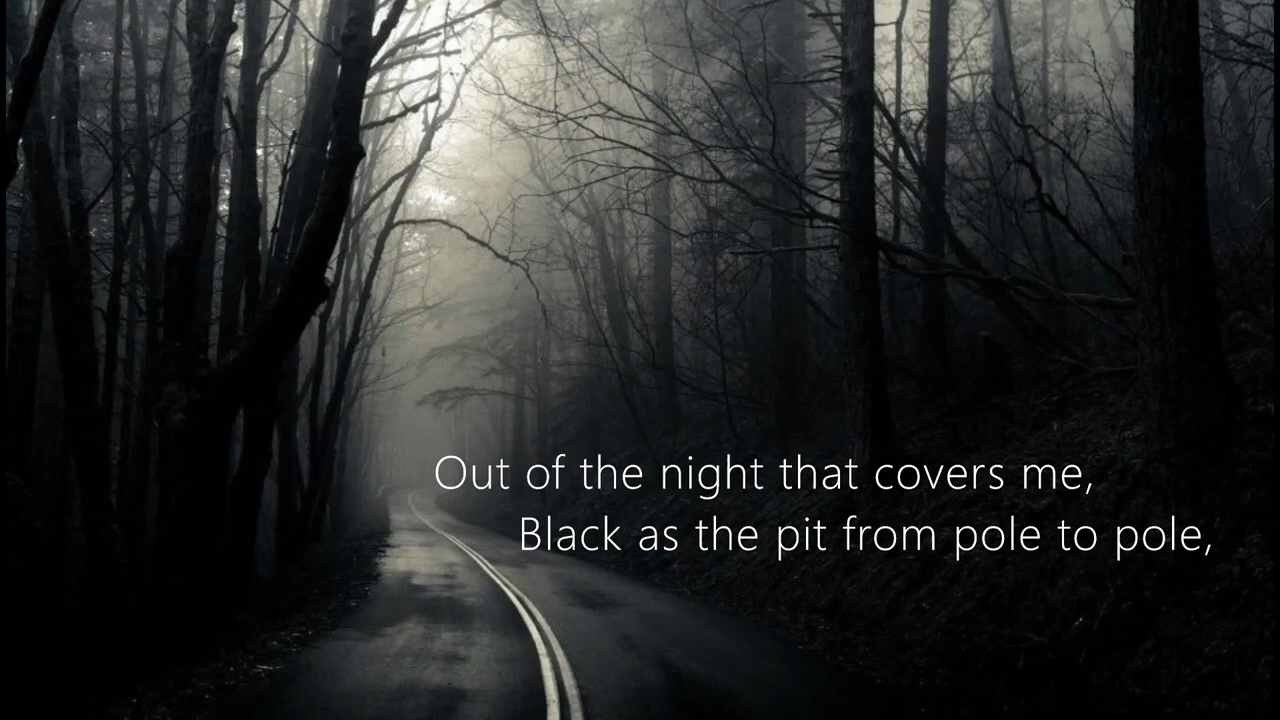 Out of the night that covers me,
Black as the pit from pole to pole,